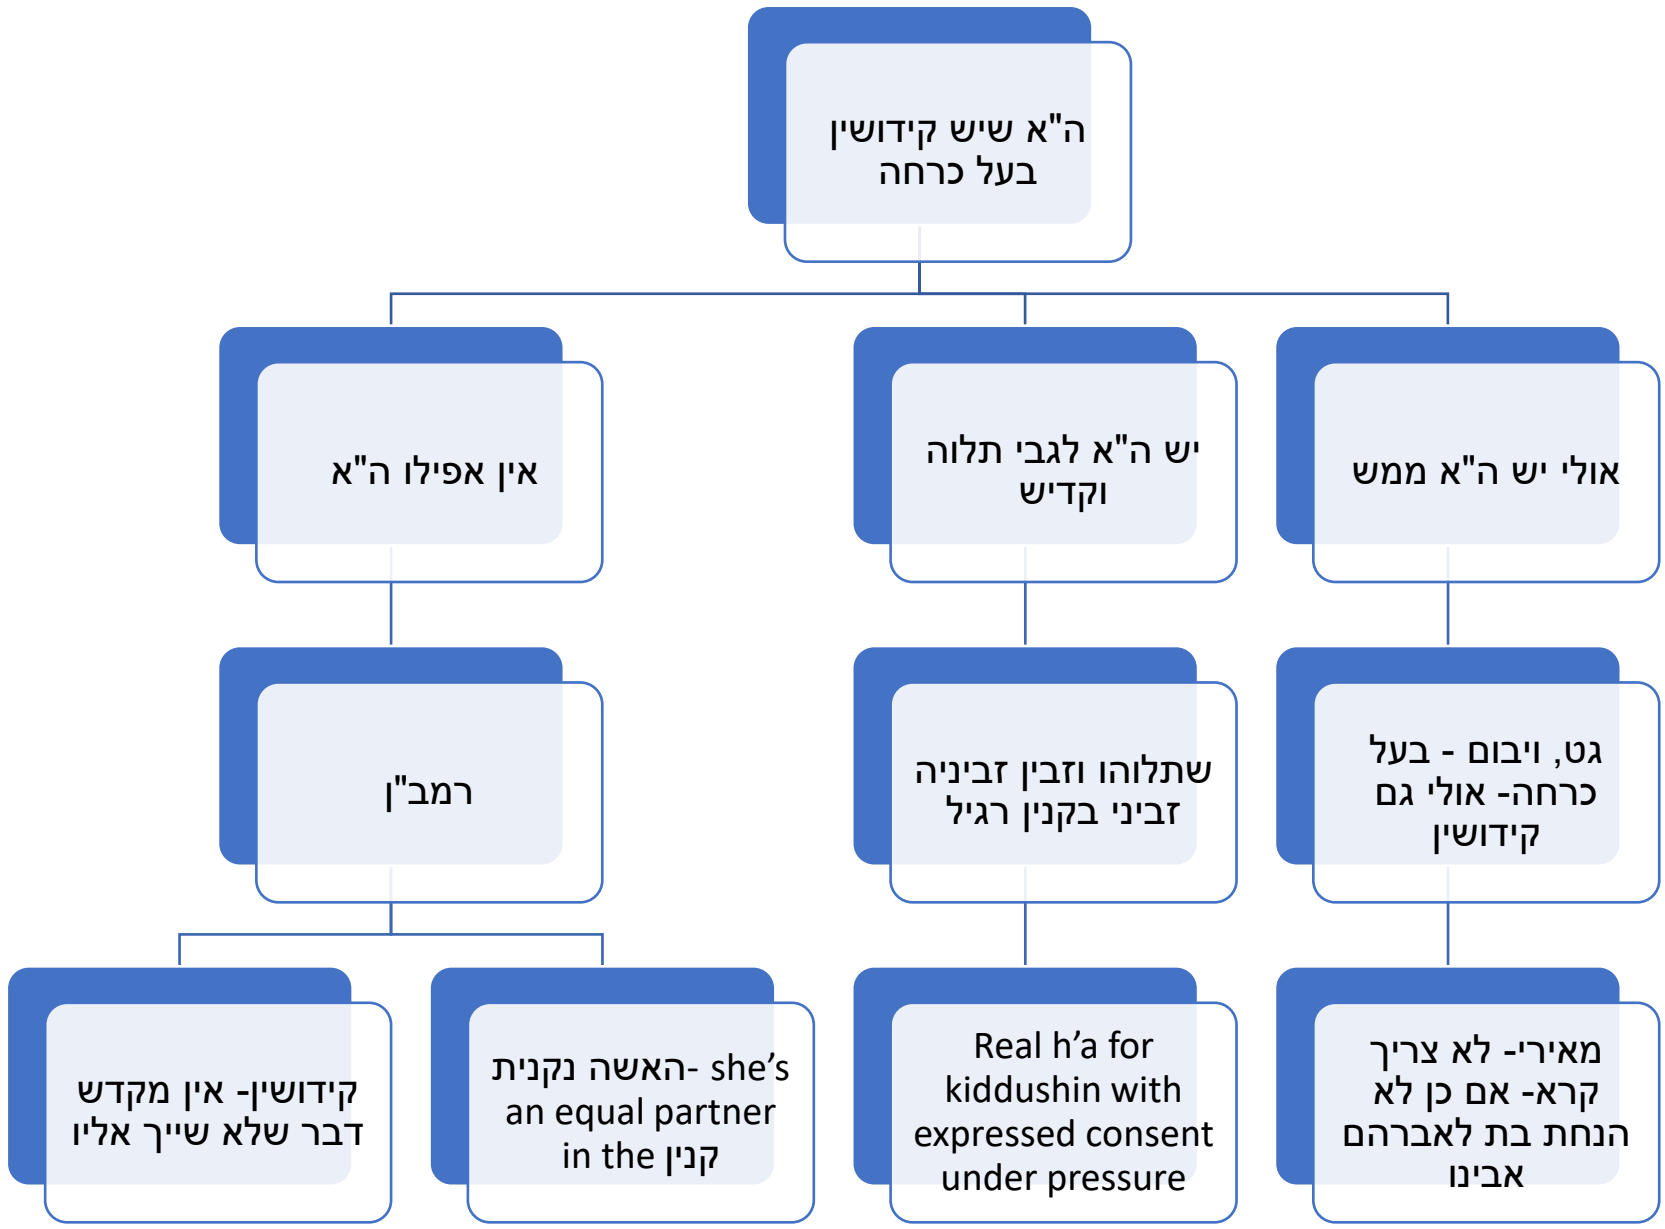 ה"א שיש קידושין
בעל כרחה
אולי יש ה"א ממש
יש ה"א לגבי תלוה
וקדיש
אין אפילו ה"א
גט, ויבום - בעל
כרחה- אולי גם
קידושין
שתלוהו וזבין זביניה
זביני בקנין רגיל
רמב"ן
מאירי- לא צריך
קרא- אם כן לא
הנחת בת לאברהם
אבינו
Real h’a for
kiddushin with
expressed consent
under pressure
האשה נקנית- she’s
an equal partner
in the קנין
קידושין- אין מקדש
דבר שלא שייך אליו